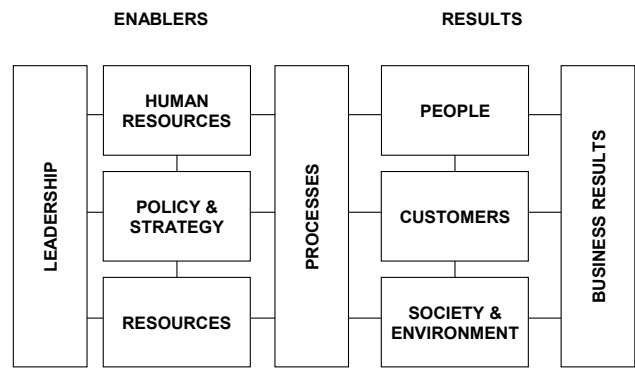 ENABLERS
RESULTS
LEADERSHIP
HUMAN
RESOURCES
POLICY &
STRATEGY
RESOURCES
PROCESSES
PEOPLE
CUSTOMERS
SOCIETY &
ENVIRONMENT
BUSINESS RESULTS